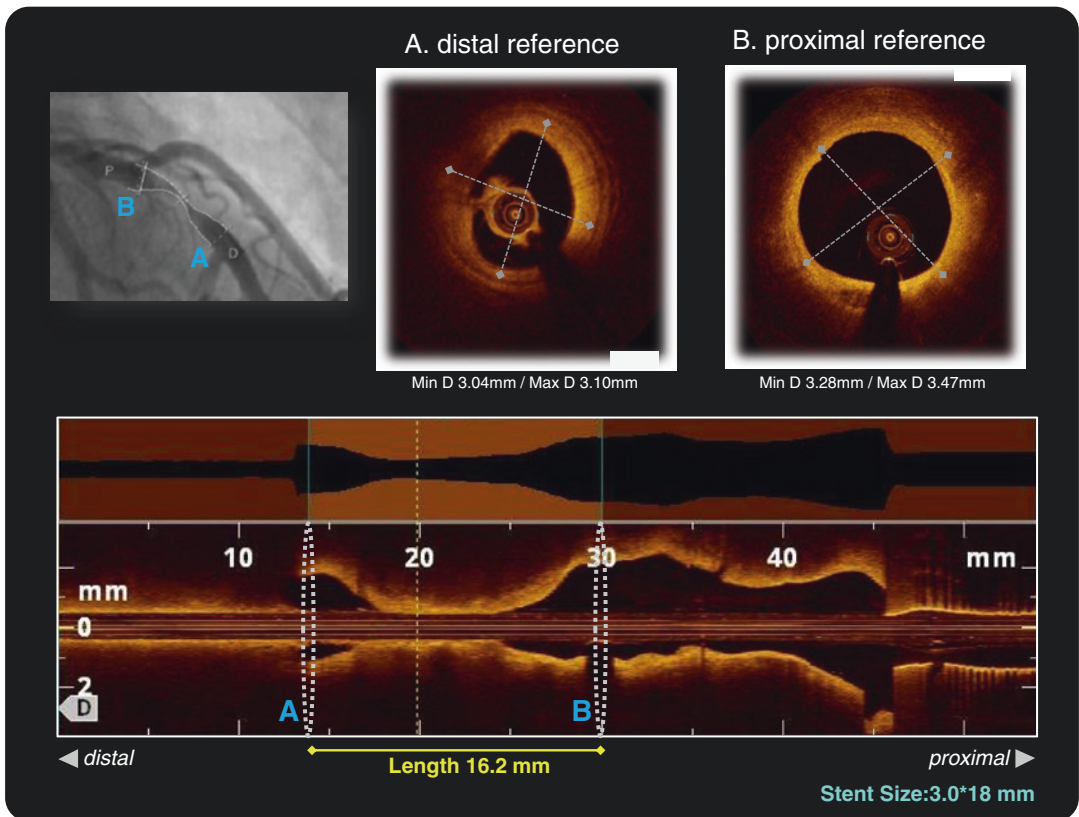 A. distal reference
B. proximal reference
P
B
A
D
Min D 3.04mm / Max D 3.10mm
Min D 3.28mm / Max D 3.47mm
10
20
30
40
mm
mm
0
2
D
A
B
distal
proximal
Length 16.2 mm
Stent Size:3.0*18 mm